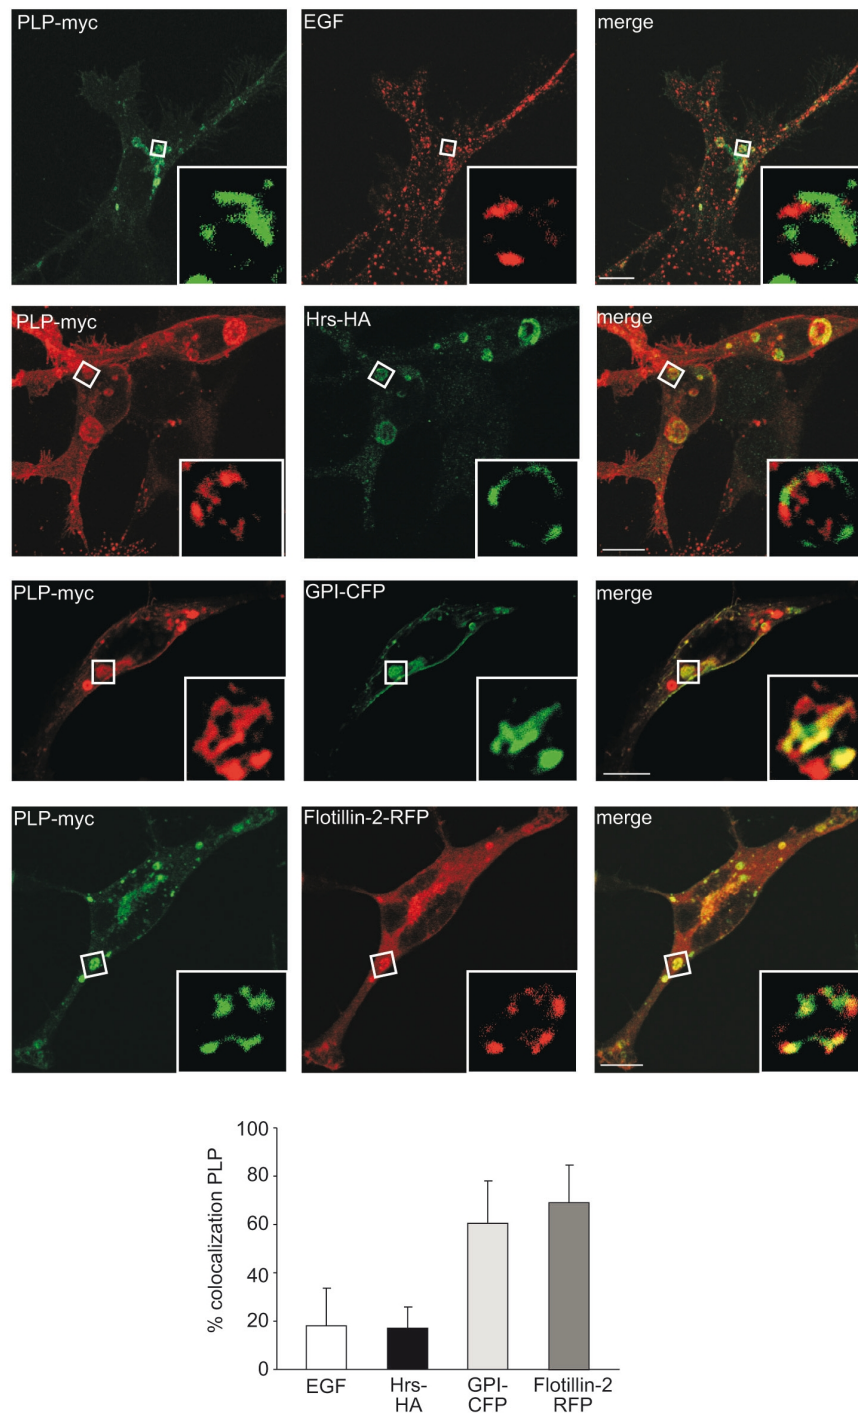 PLP-myc
EGF
merge
PLP-myc
Hrs-HA
merge
PLP-myc
GPI-CFP
merge
PLP-myc
Flotillin-2-RFP
merge
% colocalization PLP
100
80
60
40
20
0
EGF
Hrs-
HA
GPI-
CFP
Flotillin-2
RFP